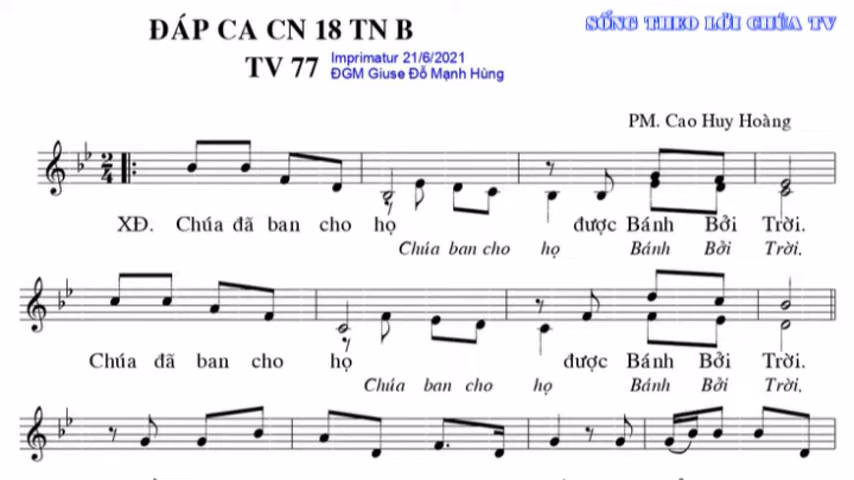 ĐÁP CA CN 18 TN B
SỐNG THEO LỜI CHÚA TV
TV 77
Imprimatur 21/6/2021
ĐGM Giuse Đỗ Mạnh Hùng
PM. Cao Huy Hoàng
2
4
XĐ. Chúa đã ban cho họ được Bánh Bởi Trời.
Chúa ban cho họ Bánh Bởi Trời.
Chúa đã ban cho họ được Bánh Bởi Trời.
Chúa ban cho họ Bánh Bởi Trời.